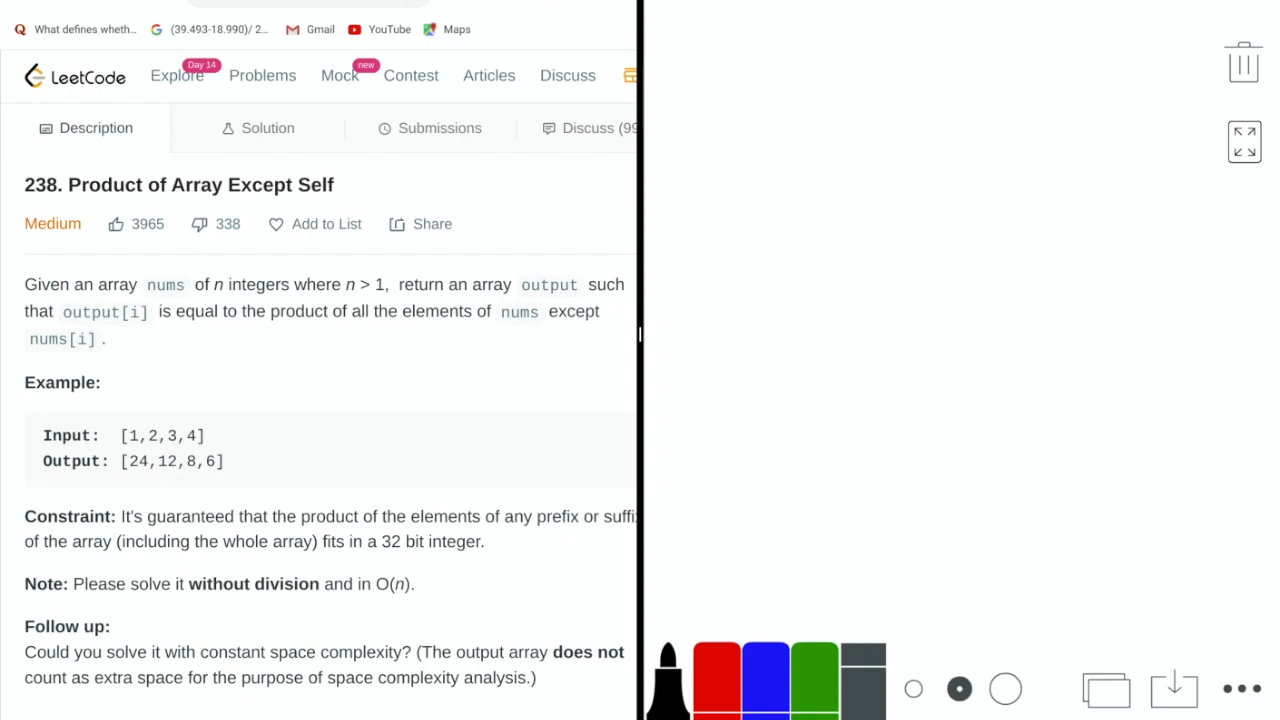 What defines wheth... (39.493-18.990)/ 2... Gmail YouTube Maps
LeetCode Explore Day 14 Problems Mock new Contest Articles Discuss
Description Solution Submissions Discuss (99
238. Product of Array Except Self
Medium 3965 338 Add to List Share
Given an array nums of n integers where n > 1, return an array output such
that output[i] is equal to the product of all the elements of nums except
nums[i] .
Example:
Input: [1,2,3,4]
Output: [24,12,8,6]
Constraint: It's guaranteed that the product of the elements of any prefix or suffi
of the array (including the whole array) fits in a 32 bit integer.
Note: Please solve it without division and in O(n).
Follow up:
Could you solve it with constant space complexity? (The output array does not
count as extra space for the purpose of space complexity analysis.)